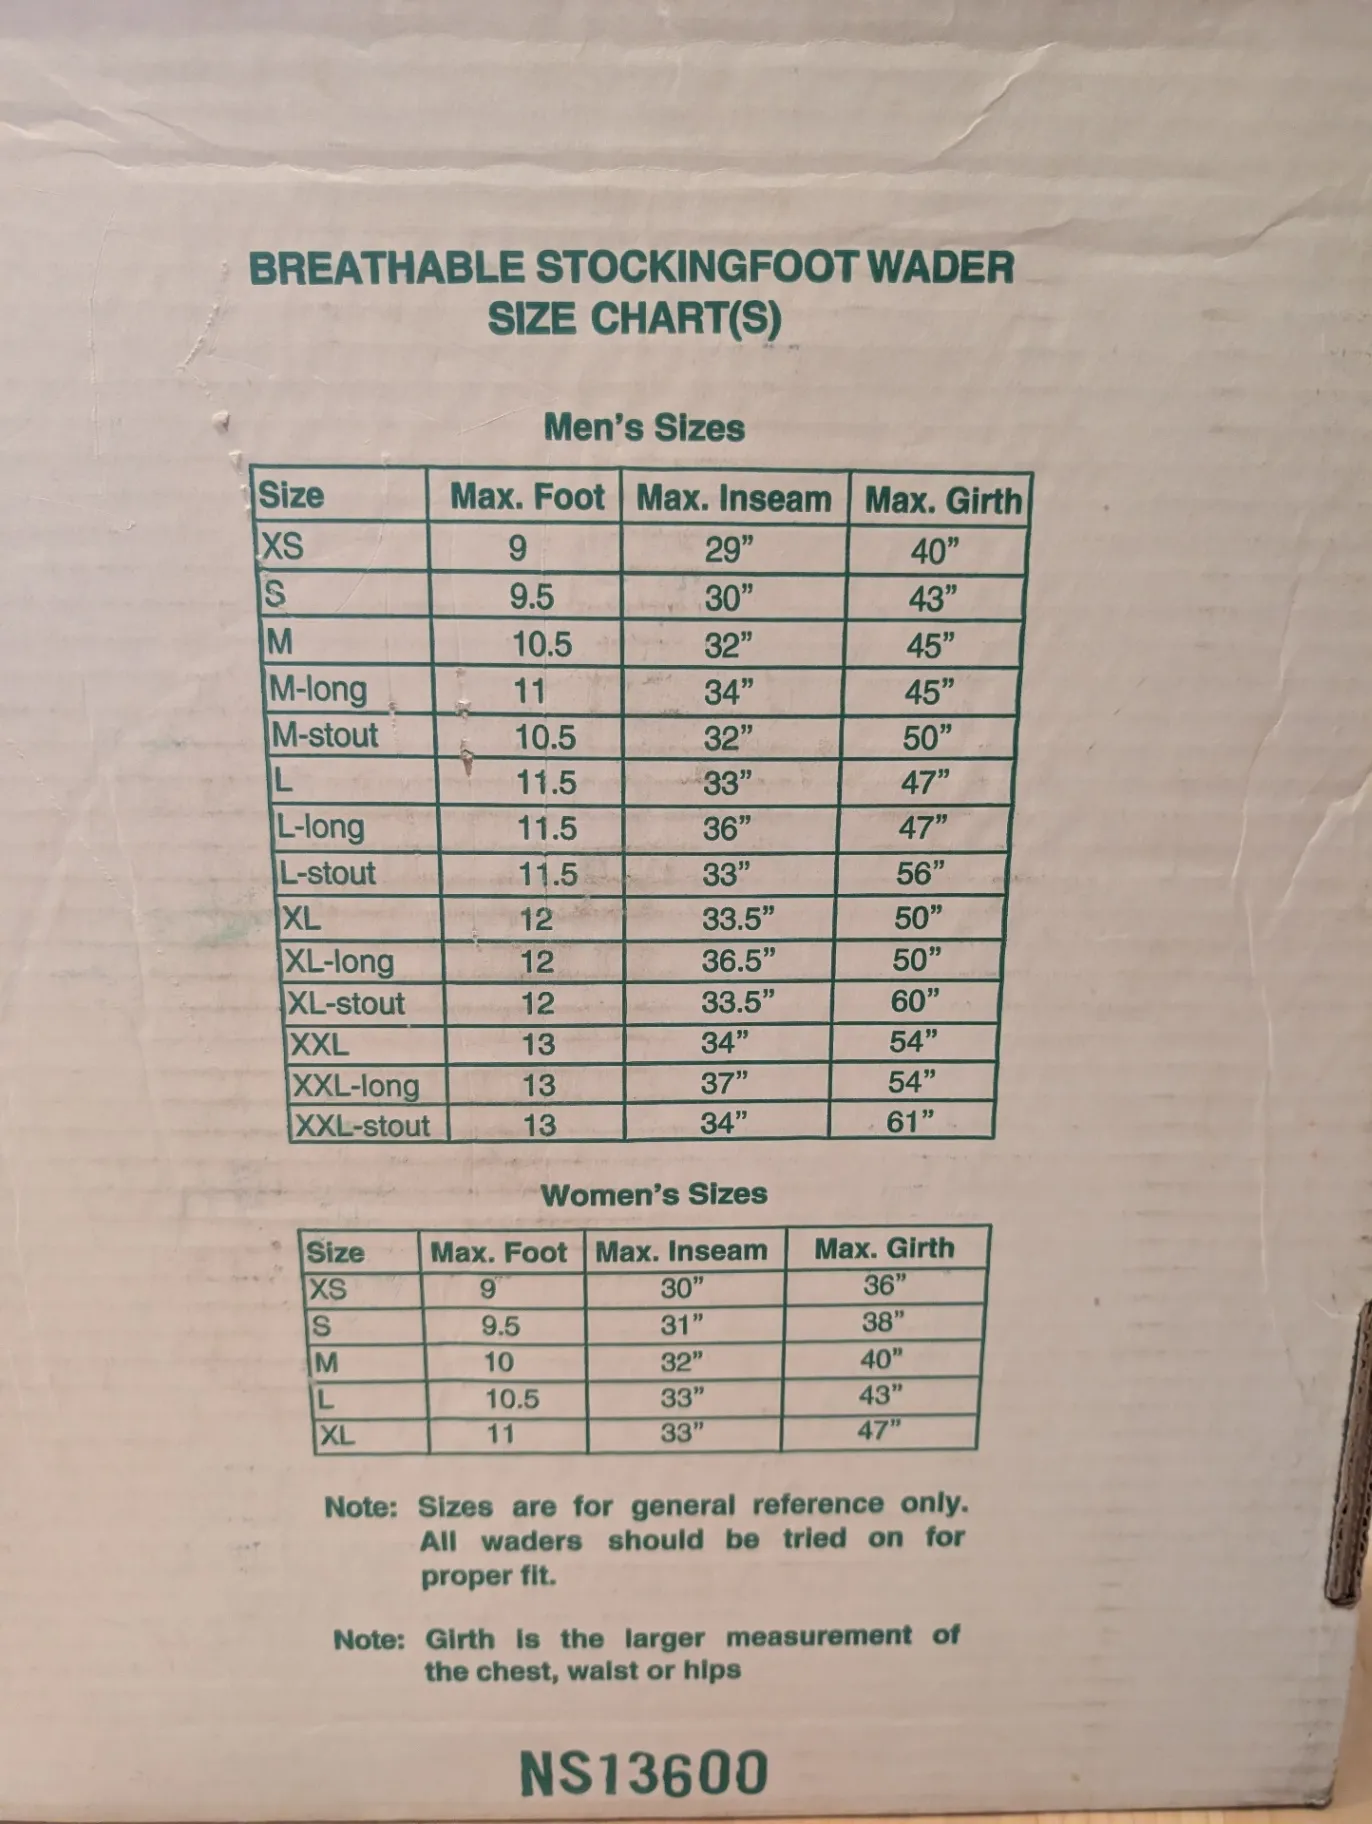 BREATHABLE STOCKINGFOOT WADER
SIZE CHART(S)
Men's Sizes
Size Max. Foot Max. Inseam Max. Girth
XS 9 29” 40”
S 9.5 30” 43”
M 10.5 32” 45”
M-long 11 34” 45”
M-stout 10.5 32” 50”
L 11.5 33” 47”
L-long 11.5 36” 47”
L-stout 11.5 33” 56”
XL 12 33.5” 50”
XL-long 12 36.5” 50”
XL-stout 12 33.5” 60”
XXL 13 34” 54”
XXL-long 13 37” 54”
XXL-stout 13 34” 61”
Women's Sizes
Size Max. Foot Max. Inseam Max. Girth
XS 9 30” 36”
S 9.5 31” 38”
M 10 32” 40”
L 10.5 33” 43”
XL 11 33” 47”
Note: Sizes are for general reference only.
All waders should be tried on for
proper fit.
Note: Girth is the larger measurement of
the chest, waist or hips
NS13600